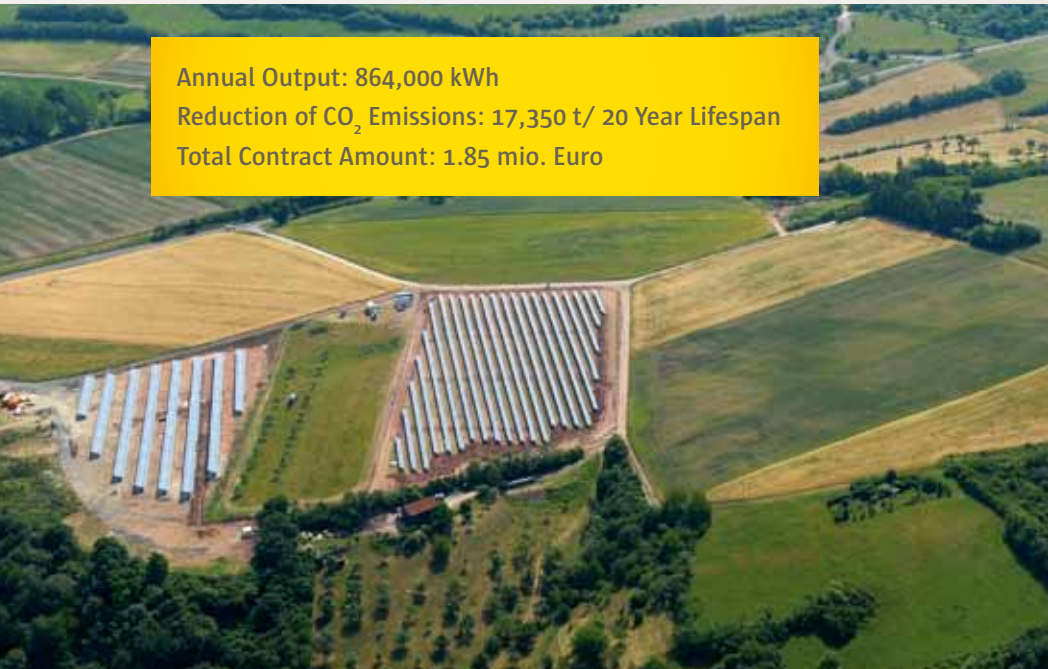 Annual Output: 864,000 kWh
Reduction of CO₂ Emissions: 17,350 t/ 20 Year Lifespan
Total Contract Amount: 1.85 mio. Euro